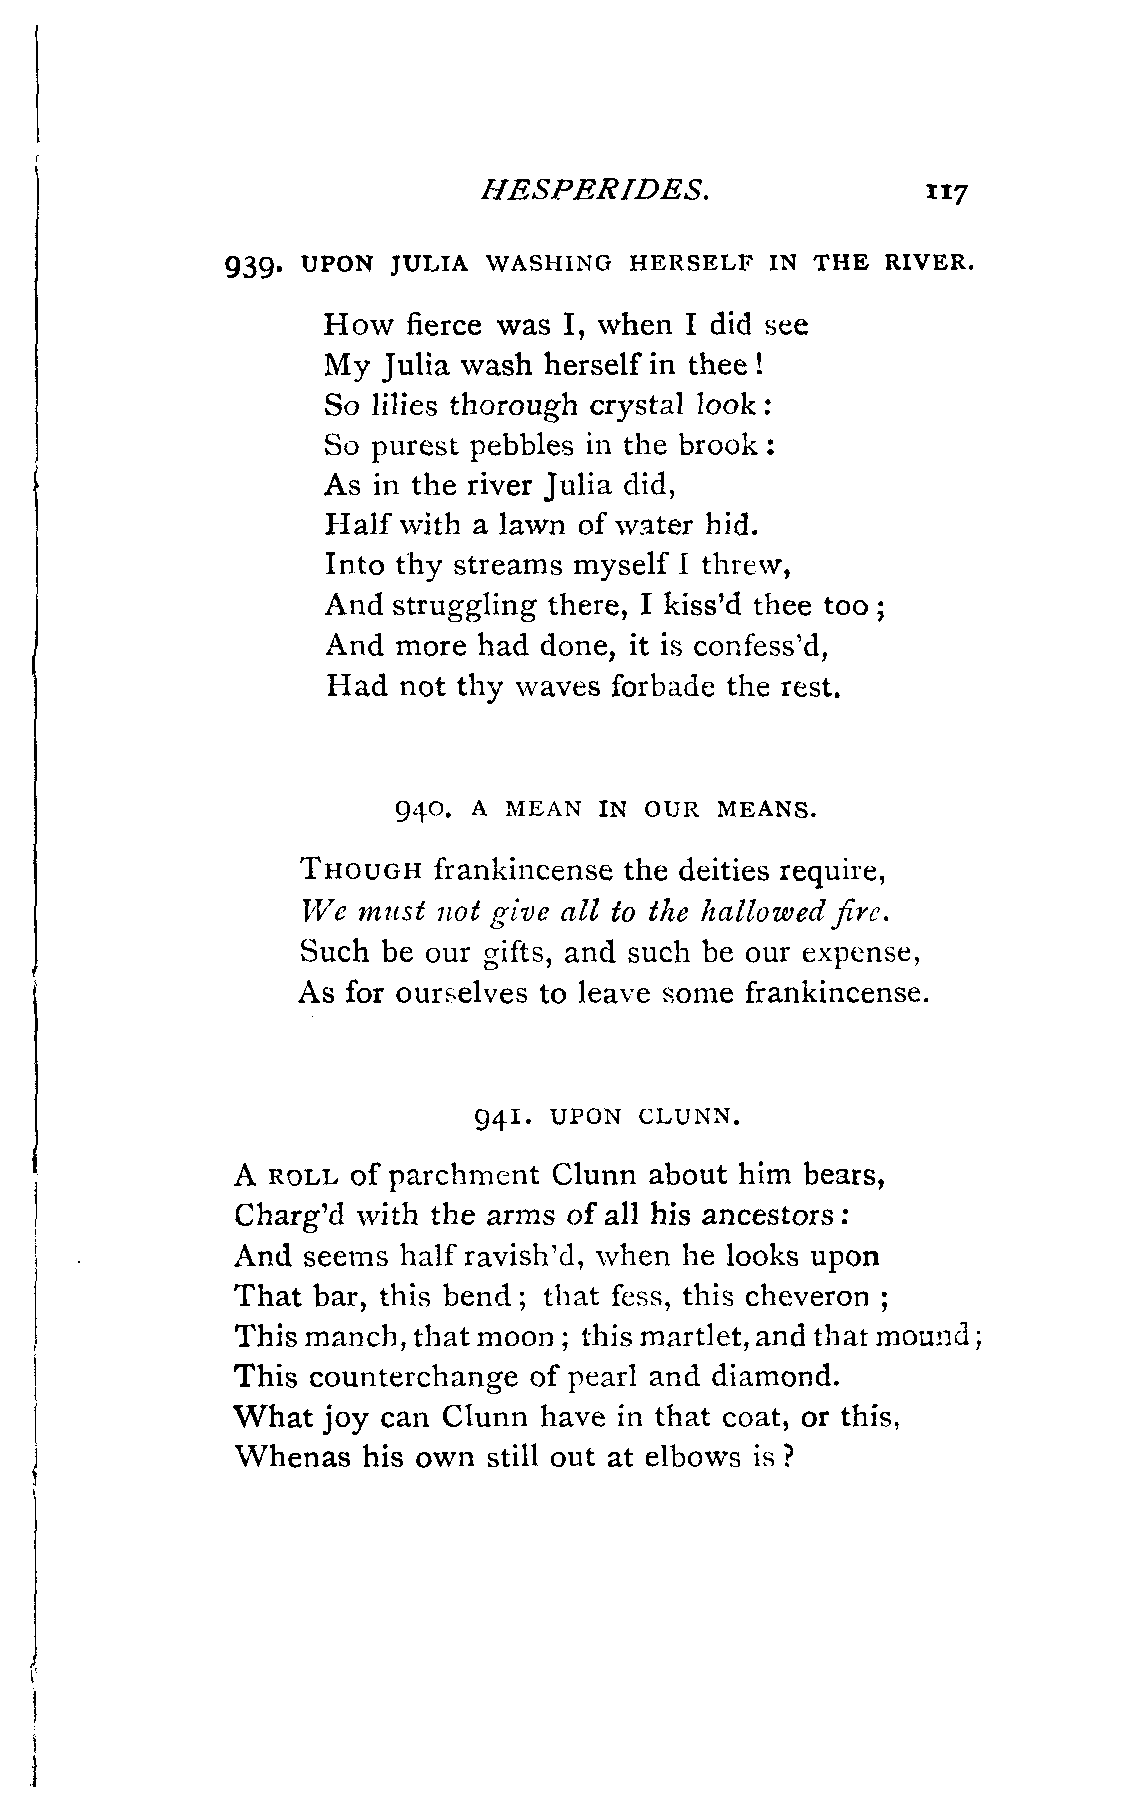 HESPERIDES. 117
939. UPON JULIA WASHING HERSELF IN THE RIVER.
How fierce was I, when I did see
My Julia wash herself in thee!
So lilies thorough crystal look:
So purest pebbles in the brook:
As in the river Julia did,
Half with a lawn of water hid.
Into thy streams myself I threw,
And struggling there, I kiss'd thee too;
And more had done, it is confess'd,
Had not thy waves forbade the rest.
940. A MEAN IN OUR MEANS.
THOUGH frankincense the deities require,
We must not give all to the hallowed fire.
Such be our gifts, and such be our expense,
As for ourselves to leave some frankincense.
941. UPON CLUNN.
A ROLL of parchment Clunn about him bears,
Charg'd with the arms of all his ancestors:
And seems half ravish'd, when he looks upon
That bar, this bend; that fess, this cheveron;
This manch, that moon; this martlet, and that mound;
This counterchange of pearl and diamond.
What joy can Clunn have in that coat, or this,
Whenas his own still out at elbows is?